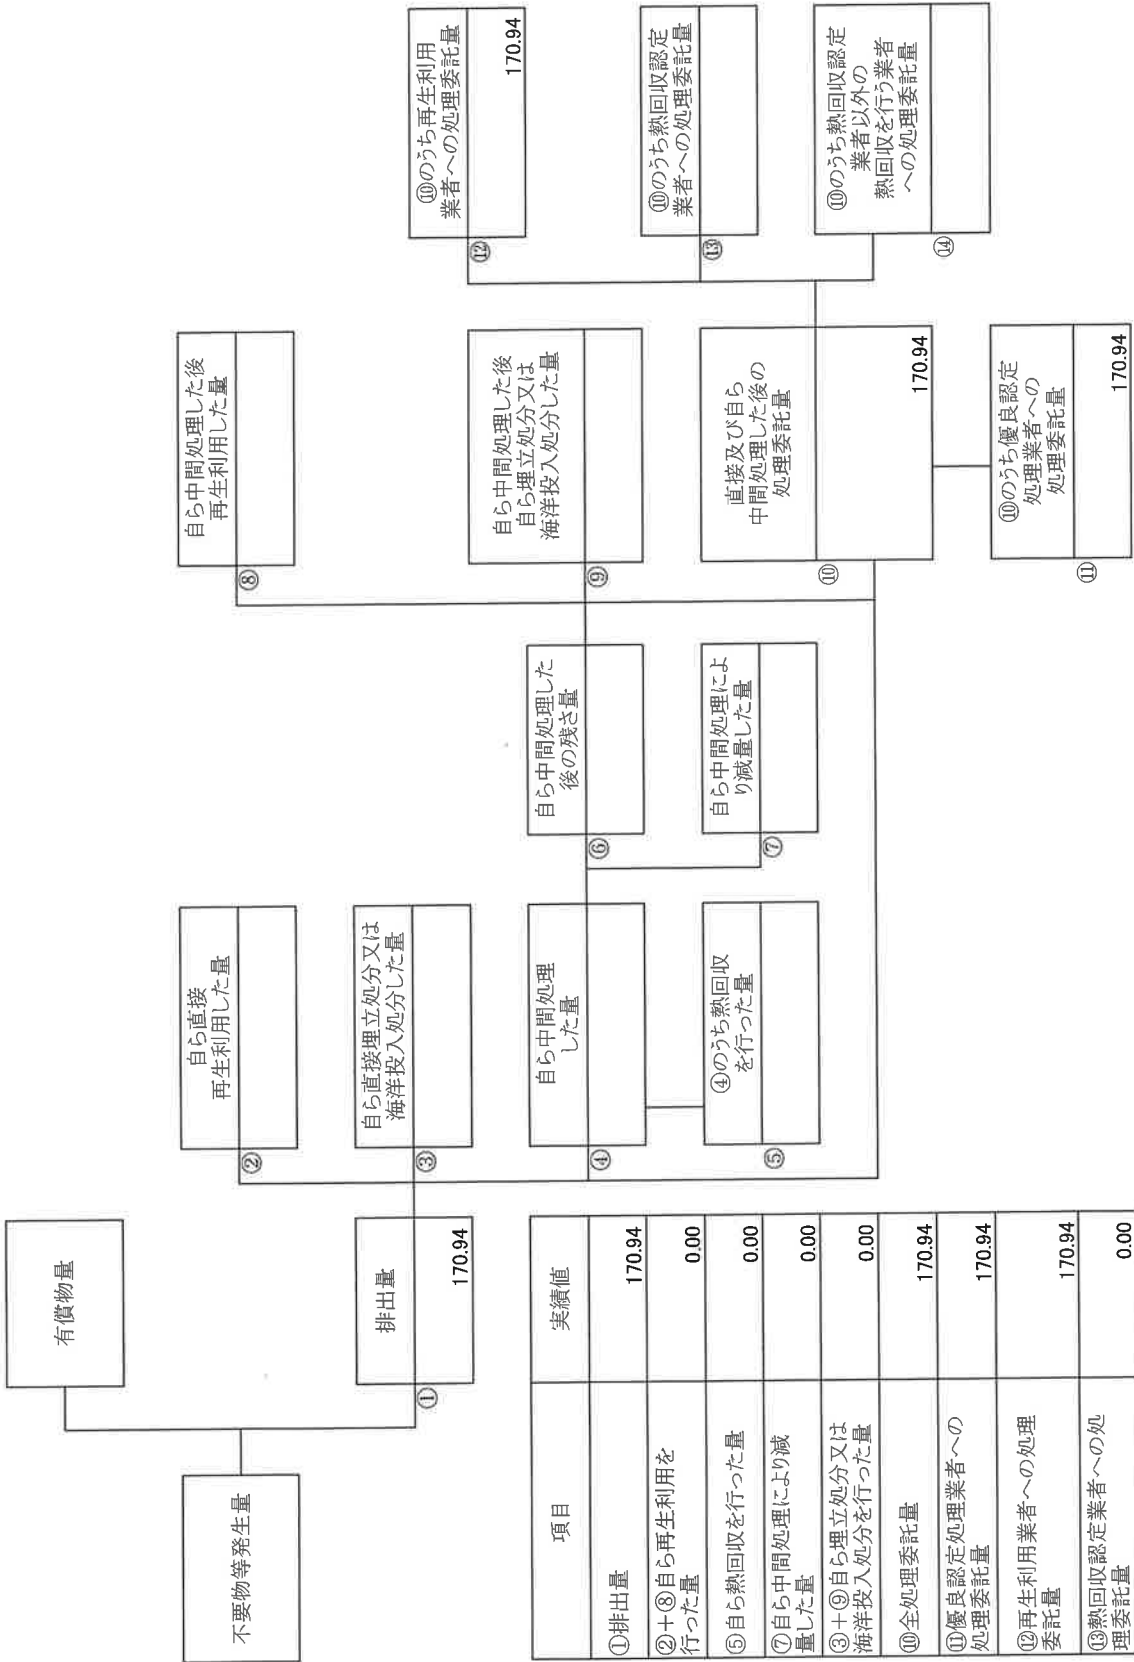 不要物等発生量
有償物量
①
排出量
170.94
②
自ら直接
再生利用した量
③
自ら直接埋立処分又は
海洋投入処分した量
④
自ら中間処理
した量
⑤
④のうち熱回収
を行った量
⑥
自ら中間処理した
後の残さ量
⑦
自ら中間処理によ
り減量した量
⑧
自ら中間処理した後
再生利用した量
⑨
自ら中間処理した後
自ら埋立処分又は
海洋投入処分した量
⑩
直接及び自ら
中間処理した後の
処理委託量
170.94
⑪
⑩のうち優良認定
処理業者への
処理委託量
170.94
⑫
⑩のうち再生利用
業者への処理委託量
170.94
⑬
⑩のうち熱回収認定
業者への処理委託量
⑭
⑩のうち熱回収認定
業者以外の
熱回収を行う業者
への処理委託量
項目
実績値
①排出量
170.94
②+⑧自ら再生利用を
行った量
0.00
⑤自ら熱回収を行った量
0.00
⑦自ら中間処理により減
量した量
0.00
③+⑨自ら埋立処分又は
海洋投入処分を行った量
0.00
⑩全処理委託量
170.94
⑪優良認定処理業者への
処理委託量
170.94
⑫再生利用業者への処理
委託量
170.94
⑬熱回収認定業者への処
理委託量
0.00